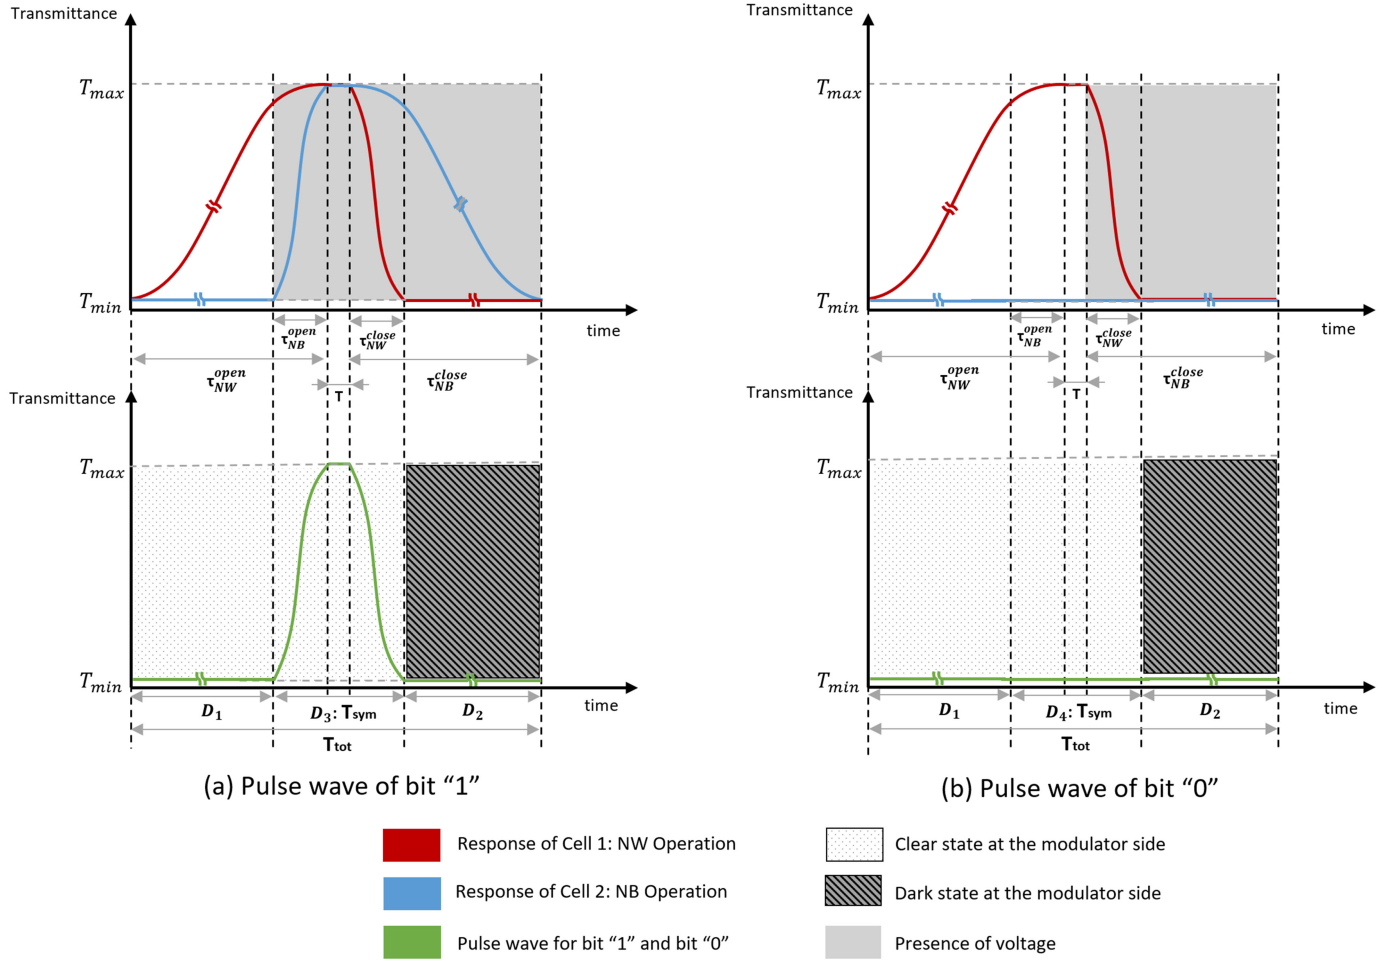 Transmittance
T_max
T_min
time
τ_NB^open
τ_NW^close
τ_NW^open
τ_NB^close
T
Transmittance
T_max
T_min
time
D_1
D_3: T_sym
D_2
T_tot
(a) Pulse wave of bit “1”
Transmittance
T_max
T_min
time
τ_NB^open
τ_NW^close
τ_NW^open
τ_NB^close
T
Transmittance
T_max
T_min
time
D_1
D_4: T_sym
D_2
T_tot
(b) Pulse wave of bit “0”
Response of Cell 1: NW Operation
Response of Cell 2: NB Operation
Pulse wave for bit “1” and bit “0”
Clear state at the modulator side
Dark state at the modulator side
Presence of voltage